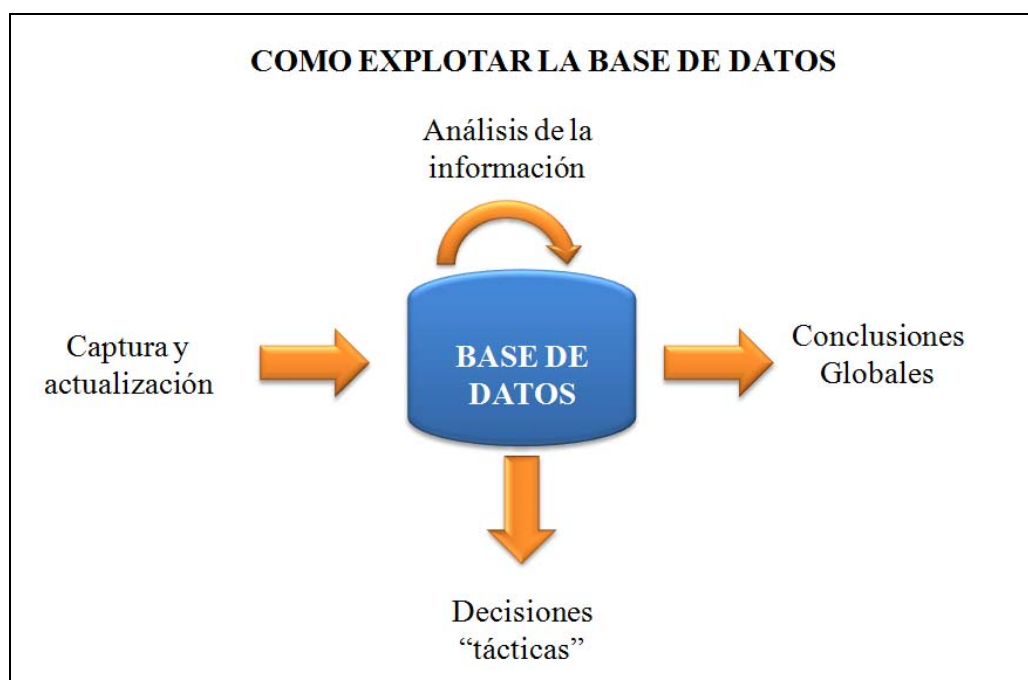 COMO EXPLOTAR LA BASE DE DATOS
Análisis de la
información
Captura y
actualización
BASE DE
DATOS
Conclusiones
Globales
Decisiones
“tácticas”